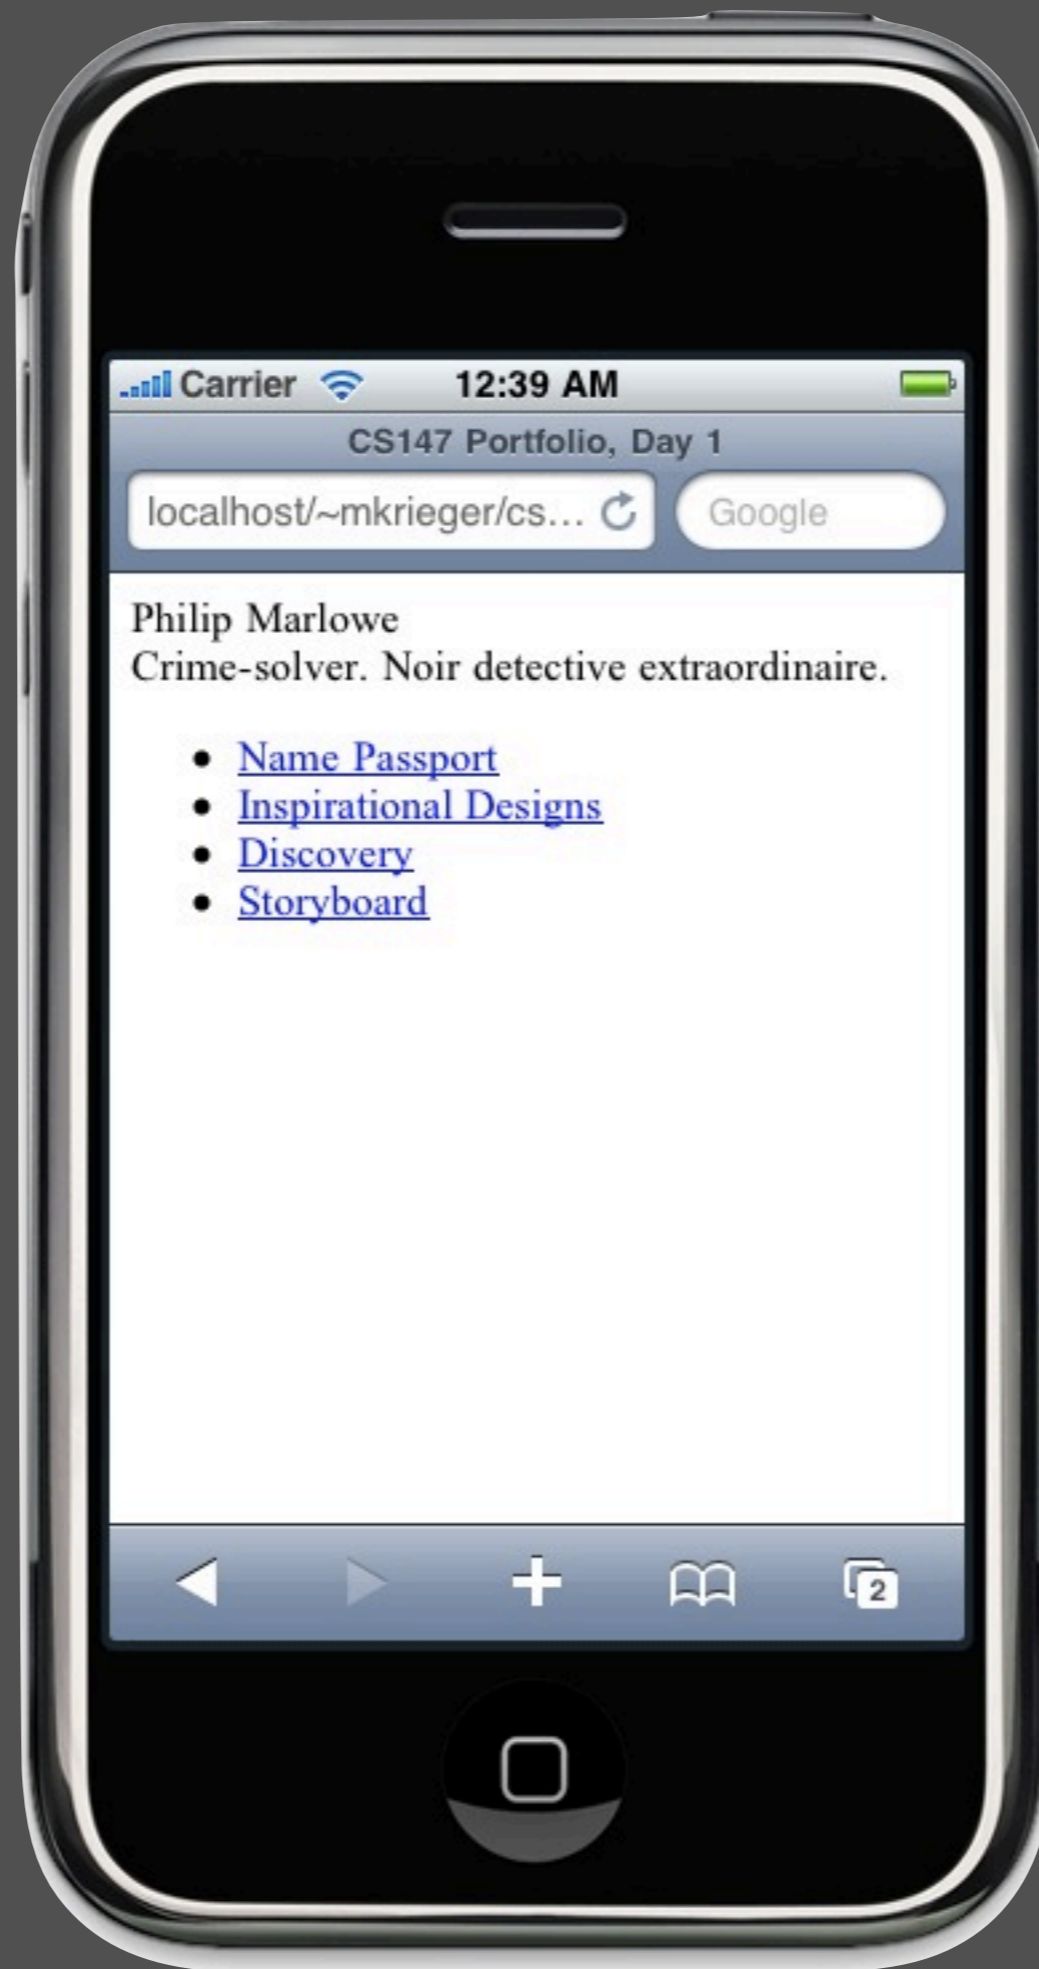 Carrier 12:39 AM
CS147 Portfolio, Day 1
localhost/~mkrieger/cs... Google
Philip Marlowe
Crime-solver. Noir detective extraordinaire.
• Name Passport
• Inspirational Designs
• Discovery
• Storyboard
2